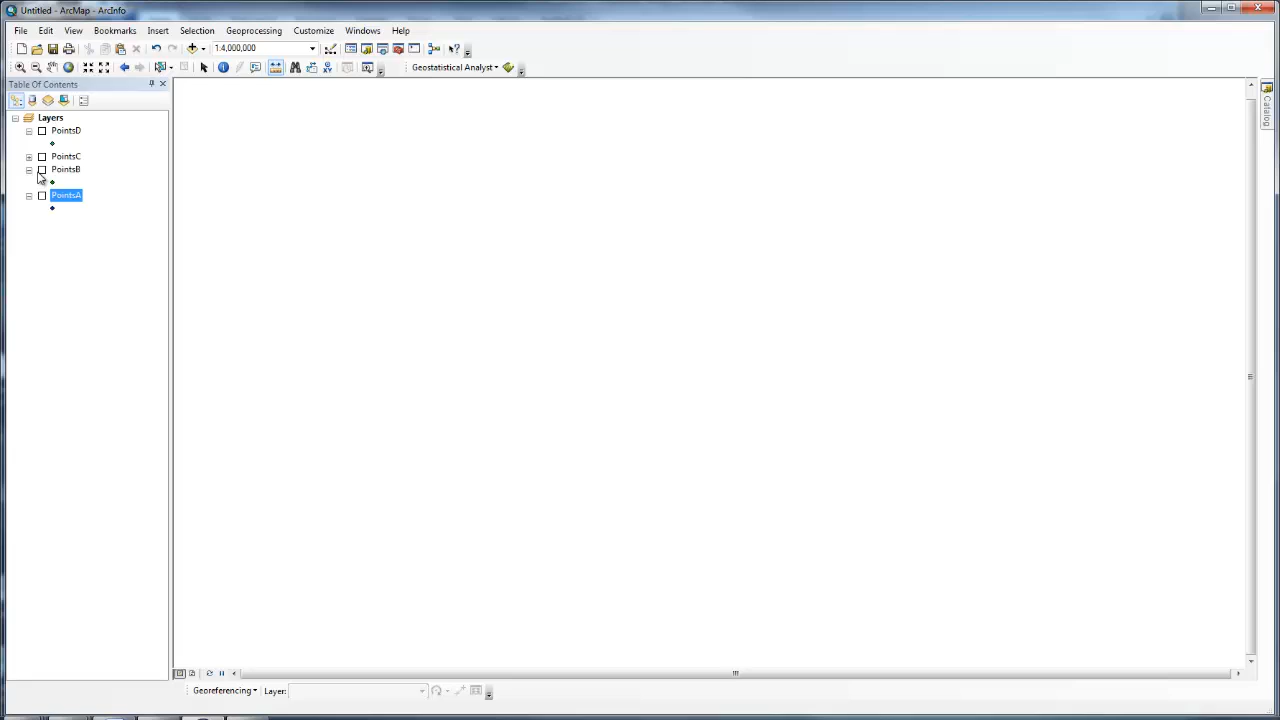 Untitled - ArcMap - ArcInfo
File Edit View Bookmarks Insert Selection Geoprocessing Customize Windows Help
1:4,000,000
Geostatistical Analyst
Table Of Contents
Layers
PointsD
PointsC
PointsB
PointsA
Catalog
Georeferencing Layer: